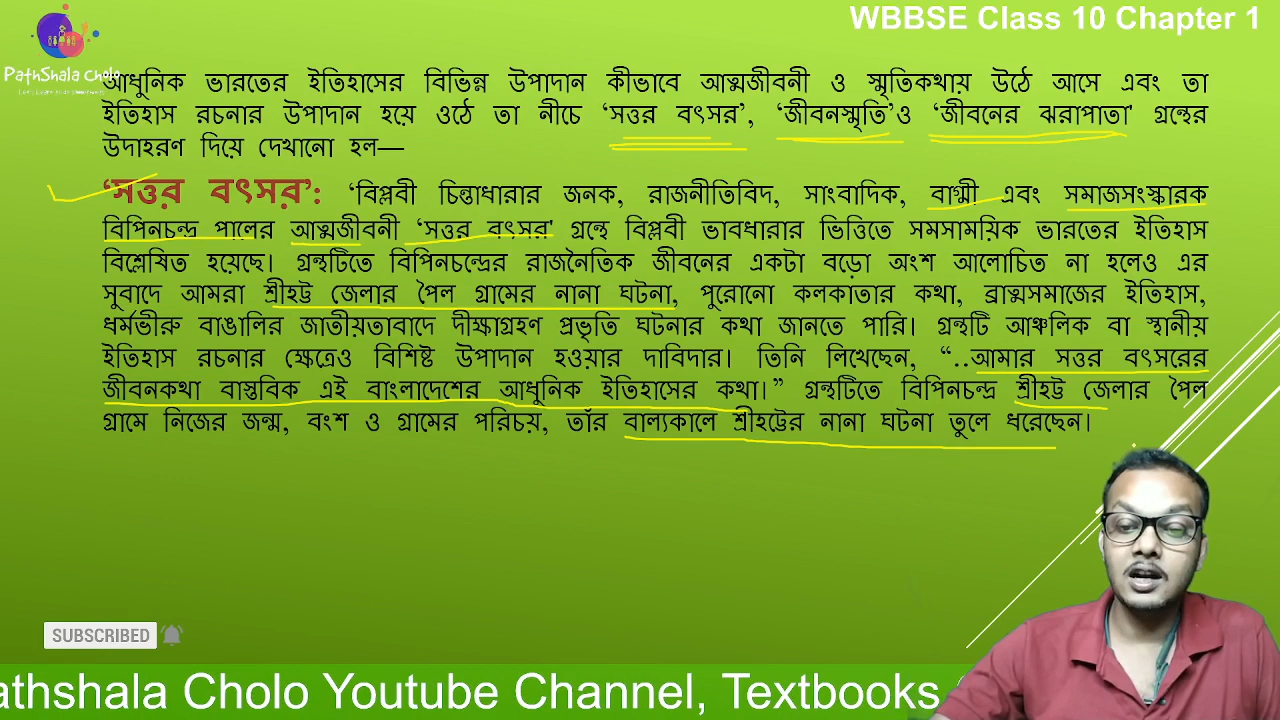 WBBSE Class 10 Chapter 1
PathShala Cholo
আধুনিক ভারতের ইতিহাসের বিভিন্ন উপাদান কীভাবে আত্মজীবনী ও স্মৃতিকথায় উঠে আসে এবং তা
ইতিহাস রচনার উপাদান হয়ে ওঠে তা নীচে ‘সত্তর বৎসর’, ‘জীবনস্মৃতি’ও ‘জীবনের ঝরাপাতা’ গ্রন্থের
উদাহরণ দিয়ে দেখানো হল—
‘সত্তর বৎসর’: ‘বিপ্লবী চিন্তাধারার জনক, রাজনীতিবিদ, সাংবাদিক, বাগ্মী এবং সমাজসংস্কারক
বিপিনচন্দ্র পালের আত্মজীবনী ‘সত্তর বৎসর’ গ্রন্থে বিপ্লবী ভাবধারার ভিত্তিতে সমসাময়িক ভারতের ইতিহাস
বিশ্লেষিত হয়েছে। গ্রন্থটিতে বিপিনচন্দ্রের রাজনৈতিক জীবনের একটা বড়ো অংশ আলোচিত না হলেও এর
সুবাদে আমরা শ্রীহট্ট জেলার পৈল গ্রামের নানা ঘটনা, পুরোনো কলকাতার কথা, ব্রাহ্মসমাজের ইতিহাস,
ধর্মভীরু বাঙালির জাতীয়তাবাদে দীক্ষাগ্রহণ প্রভৃতি ঘটনার কথা জানতে পারি। গ্রন্থটি আঞ্চলিক বা স্থানীয়
ইতিহাস রচনার ক্ষেত্রেও বিশিষ্ট উপাদান হওয়ার দাবিদার। তিনি লিখেছেন, “..আমার সত্তর বৎসরের
জীবনকথা বাস্তবিক এই বাংলাদেশের আধুনিক ইতিহাসের কথা।” গ্রন্থটিতে বিপিনচন্দ্র শ্রীহট্ট জেলার পৈল
গ্রামে নিজের জন্ম, বংশ ও গ্রামের পরিচয়, তাঁর বাল্যকালে শ্রীহট্টের নানা ঘটনা তুলে ধরেছেন।
SUBSCRIBED
athshala Cholo Youtube Channel, Textbooks